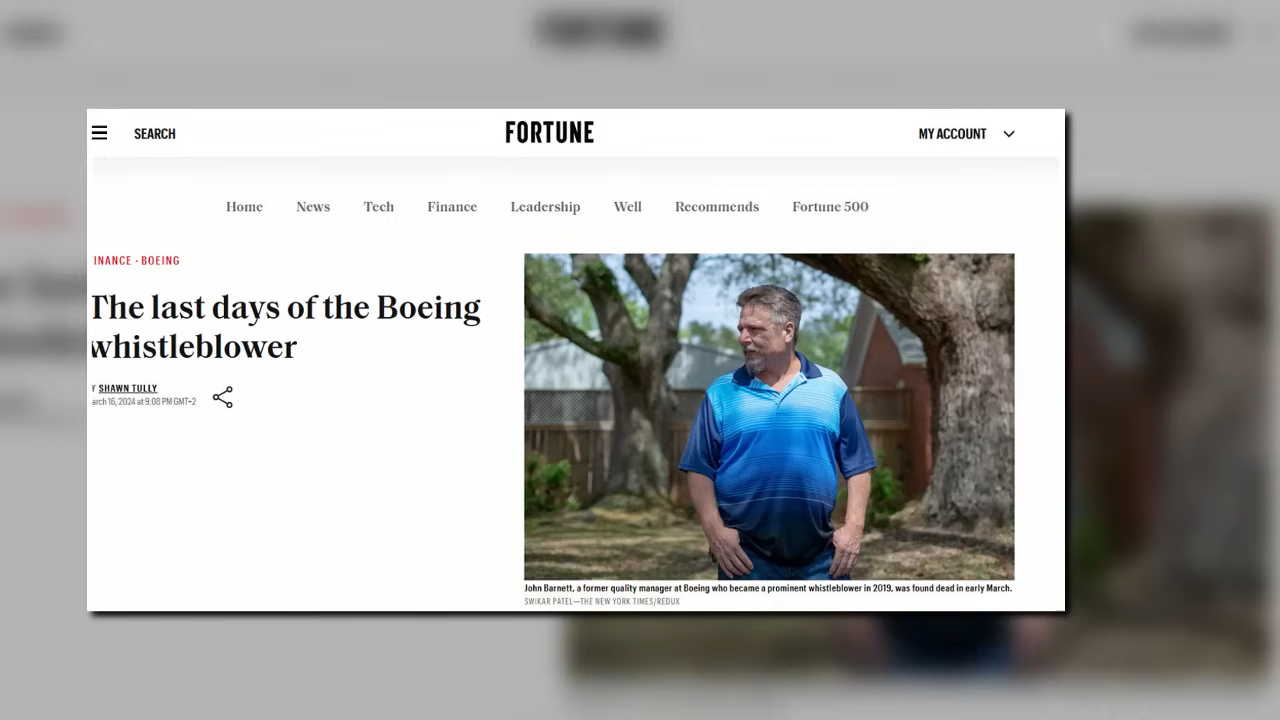 SEARCH
FORTUNE
MY ACCOUNT
Home News Tech Finance Leadership Well Recommends Fortune 500
INANCE · BOEING
The last days of the Boeing
whistleblower
Y SHAWN TULLY
arch 16, 2024 at 9:08 PM GMT+2
John Barnett, a former quality manager at Boeing who became a prominent whistleblower in 2019, was found dead in early March.
SWIKAR PATEL—THE NEW YORK TIMES/REDUX